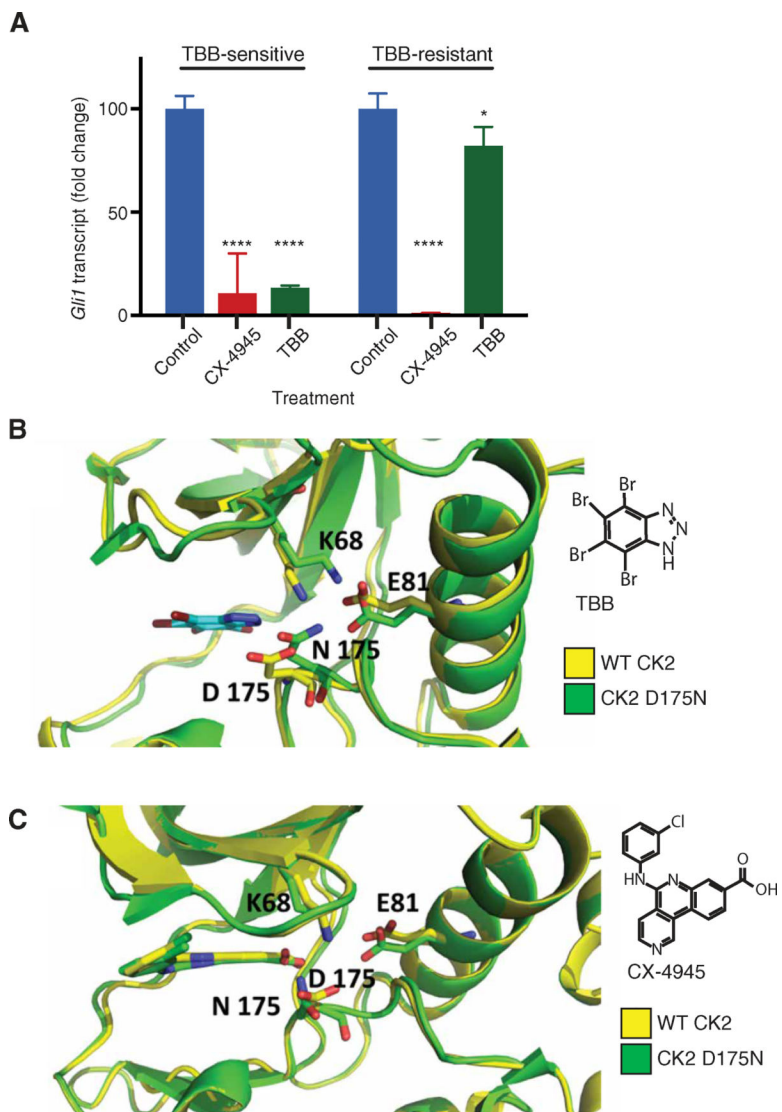 A
TBB-sensitive TBB-resistant
Gli1 transcript (fold change)
100
50
0
****
****
****
*
Control
CX-4945
TBB
Control
CX-4945
TBB
Treatment
B
K68
E81
N 175
D 175
Br
Br
Br
Br
N
N
N
H
TBB
WT CK2
CK2 D175N
C
K68
E81
D 175
N 175
Cl
HN
N
O
OH
N
CX-4945
WT CK2
CK2 D175N